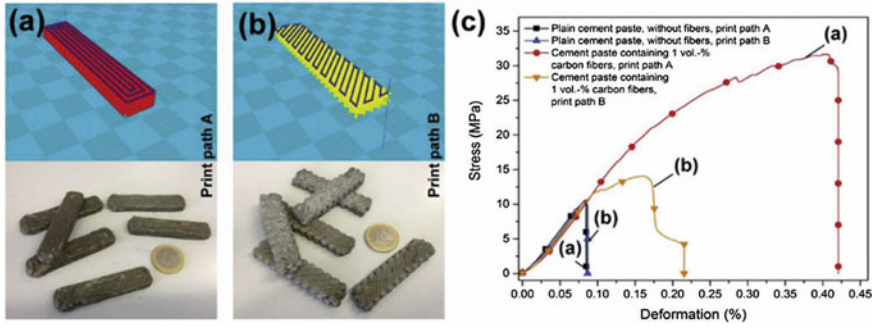 (a)
Print path A
(b)
Print path B
(c)
Plain cement paste, without fibers, print path A
Plain cement paste, without fibers, print path B
Cement paste containing 1 vol.-%
carbon fibers, print path A
Cement paste containing
1 vol.-% carbon fibers,
print path B
(a)
(b)
(b)
(a)
Stress (MPa)
35
30
25
20
15
10
5
0
0.00 0.05 0.10 0.15 0.20 0.25 0.30 0.35 0.40 0.45
Deformation (%)